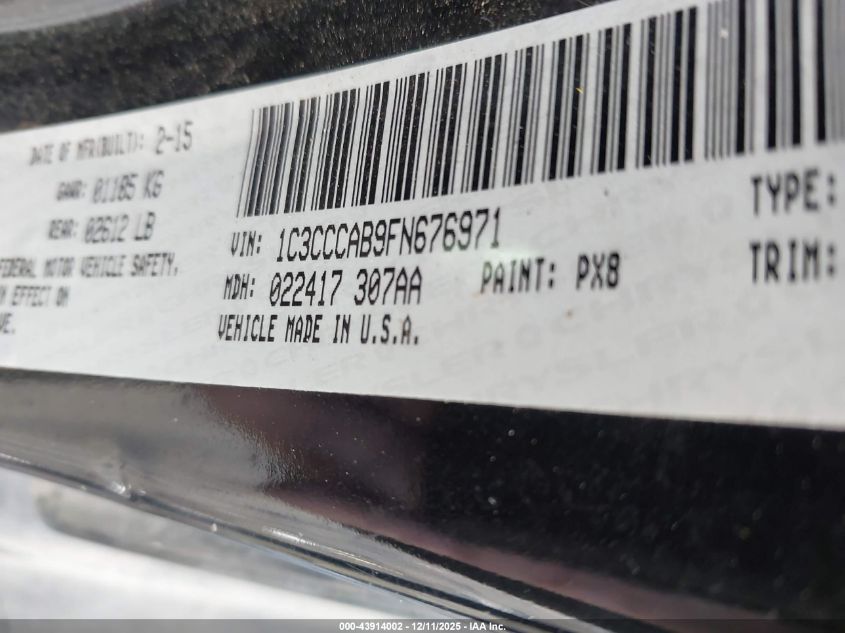 DATE OF MFR(BUILT): 2-15
GAWR: 01185 KG
REAR: 02612 LB
FEDERAL MOTOR VEHICLE SAFETY,
EFFECT ON
VIN: 1C3CCCAB9FN676971
TYPE:
MDH: 022417 307AA
PAINT: PX8
TRIM:
VEHICLE MADE IN U.S.A.
CHRYSLER
000-43914002 - 12/11/2025 - IAA Inc.